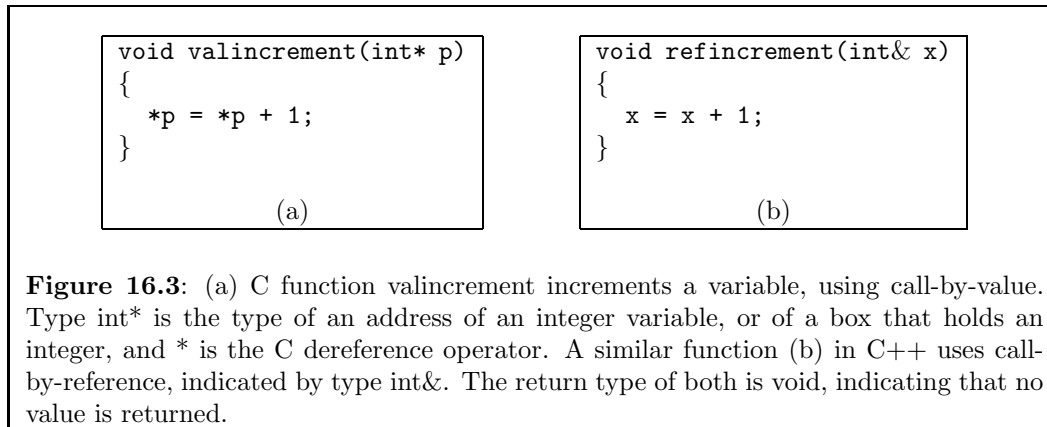 void valincrement(int* p)
{
*p = *p + 1;
}
(a)
void refincrement(int& x)
{
x = x + 1;
}
(b)
Figure 16.3: (a) C function valincrement increments a variable, using call-by-value.
Type int* is the type of an address of an integer variable, or of a box that holds an
integer, and * is the C dereference operator. A similar function (b) in C++ uses call-
by-reference, indicated by type int&. The return type of both is void, indicating that no
value is returned.